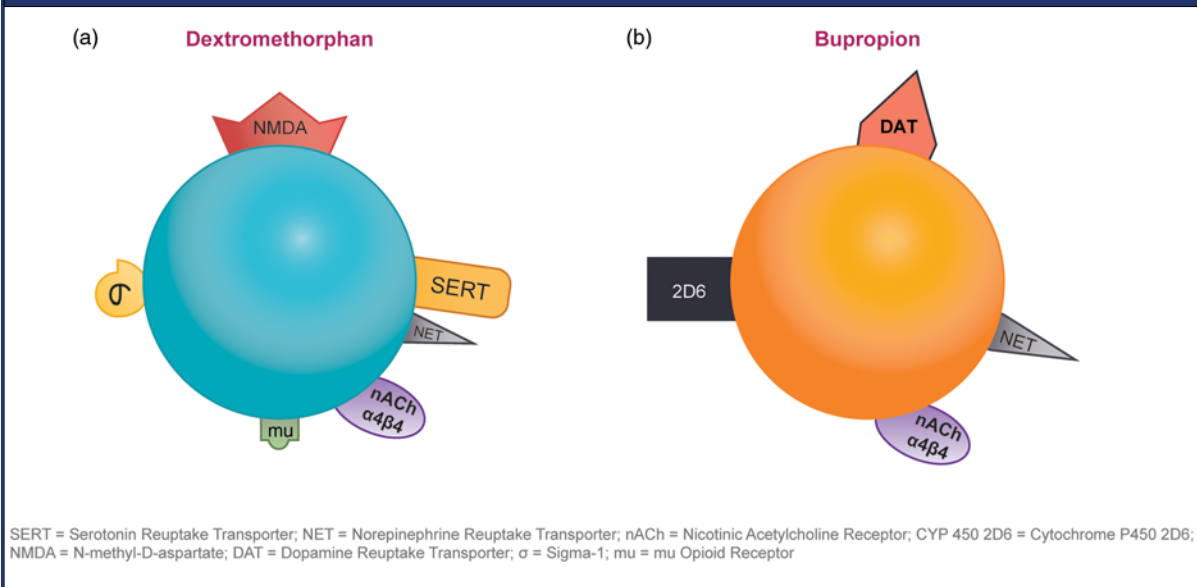 (a) Dextromethorphan
NMDA
σ
SERT
NET
nACh
α4β4
mu
(b) Bupropion
DAT
2D6
NET
nACh
α4β4
SERT = Serotonin Reuptake Transporter; NET = Norepinephrine Reuptake Transporter; nACh = Nicotinic Acetylcholine Receptor; CYP 450 2D6 = Cytochrome P450 2D6;
NMDA = N-methyl-D-aspartate; DAT = Dopamine Reuptake Transporter; σ = Sigma-1; mu = mu Opioid Receptor